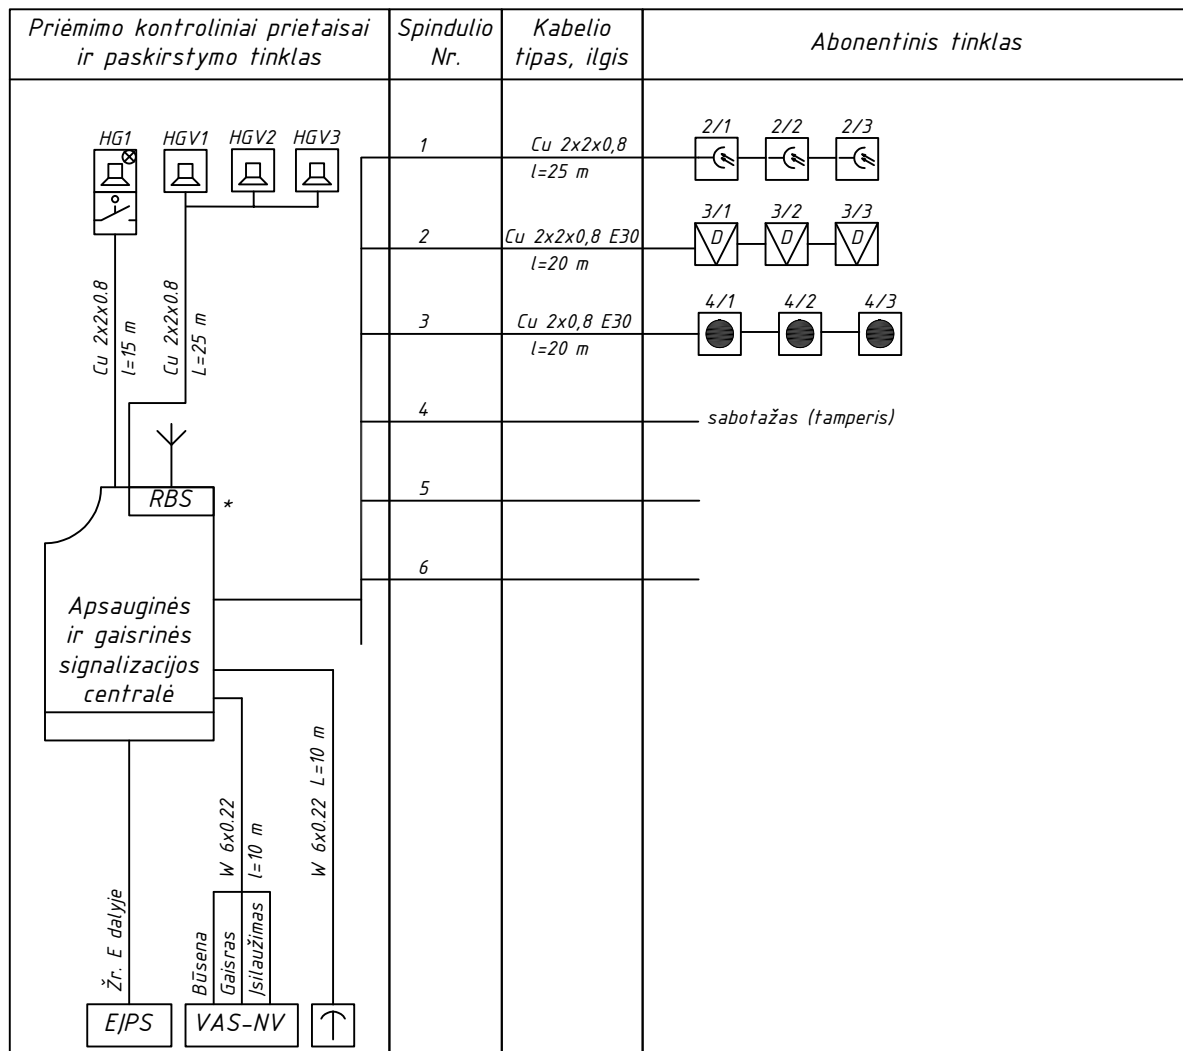 Priėmimo kontroliniai prietaisai
ir paskirstymo tinklas
Spindulio
Nr.
Kabelio
tipas, ilgis
Abonentinis tinklas
HG1
HGV1
HGV2
HGV3
Cu 2x2x0.8
l=15 m
Cu 2x2x0.8
L=25 m
1
Cu 2x2x0,8
l=25 m
2/1
2/2
2/3
2
Cu 2x2x0,8 E30
l=20 m
3/1
3/2
3/3
D
D
D
3
Cu 2x0,8 E30
l=20 m
4/1
4/2
4/3
4
sabotažas (tamperis)
5
6
RBS
*
Apsauginės
ir gaisrinės
signalizacijos
centralė
Žr. E dalyje
W 6x0.22
l=10 m
W 6x0.22 L=10 m
Būsena
Gaisras
Įsilaužimas
EĮPS
VAS-NV